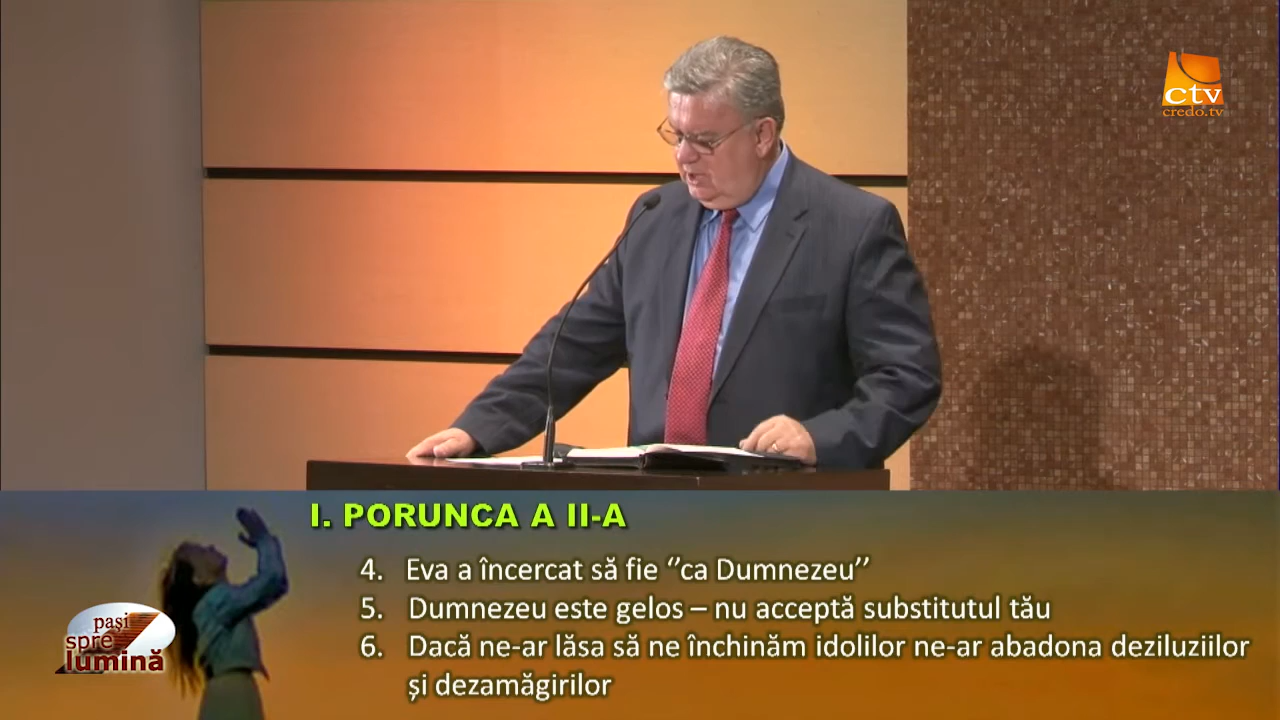 ctv
credo.tv
I. PORUNCA A II-A
4. Eva a încercat să fie ‘’ca Dumnezeu’’
5. Dumnezeu este gelos – nu acceptă substitutul tău
6. Dacă ne-ar lăsa să ne închinăm idolilor ne-ar abadona deziluziilor
și dezamăgirilor
pași
spre
lumină